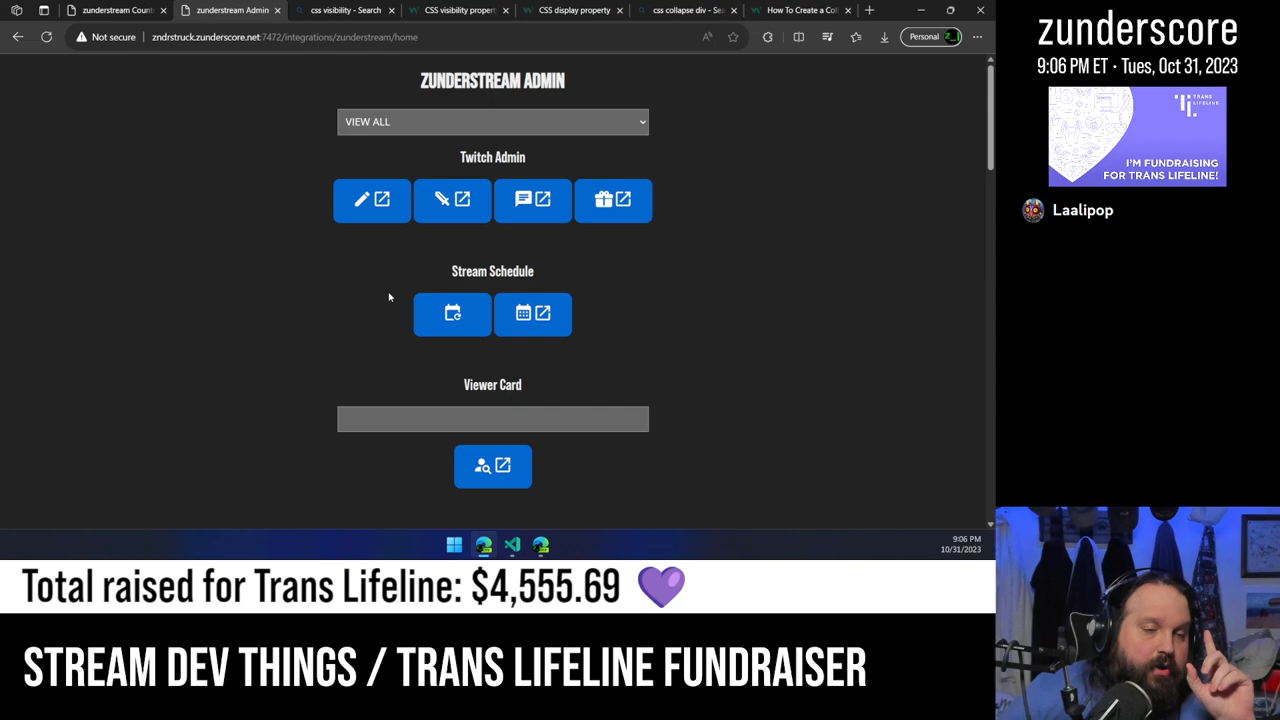 zunderstream Count
zunderstream Admin
css visibility - Search
CSS visibility propert
CSS display property
css collapse div - Sea
How To Create a Col
Not secure
zndrstruck.zunderscore.net:7472/integrations/zunderstream/home
Personal
ZUNDERSTREAM ADMIN
VIEW ALL
Twitch Admin
Stream Schedule
Viewer Card
9:06 PM
10/31/2023
zunderscore
9:06 PM ET · Tues, Oct 31, 2023
TRANS
LIFELINE
I'M FUNDRAISING
FOR TRANS LIFELINE!
Laalipop
Total raised for Trans Lifeline: $4,555.69
STREAM DEV THINGS / TRANS LIFELINE FUNDRAISER